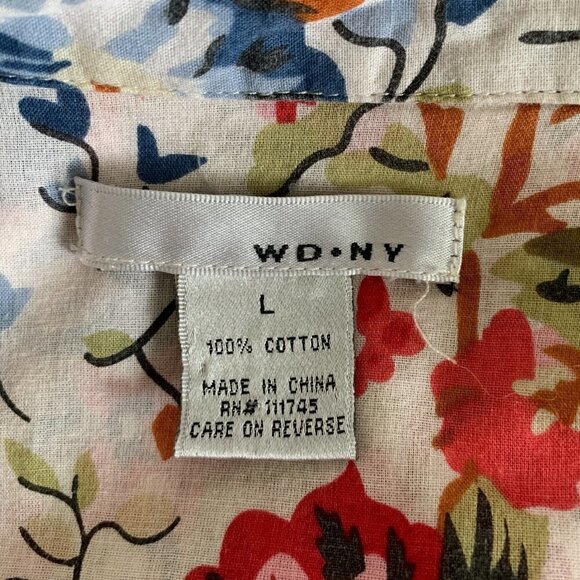 WD•NY
L
100% COTTON
MADE IN CHINA
RN# 111745
CARE ON REVERSE